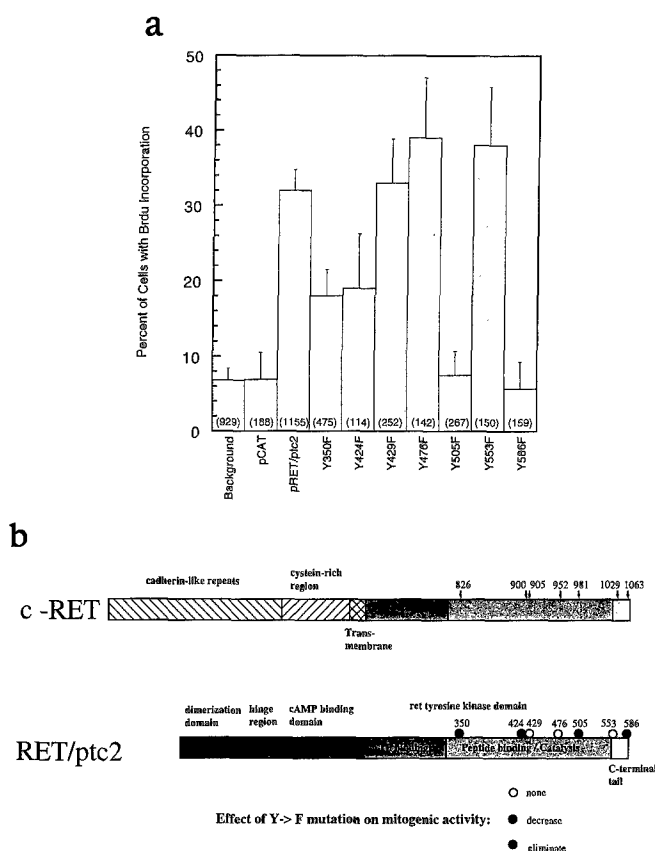 a
50
40
30
20
10
0
Percent of Cells with Brdu Incorporation
(929) (188) (1155) (475) (114) (252) (142) (267) (150) (159)
Background pCAT pRET/ptc2 Y350F Y424F Y429F Y476F Y505F Y553F Y586F
b
cadherin-like repeats
cystein-rich
region
826 900 905 952 981 1029 1063
c-RET
Trans-
membrane
dimerization
domain
hinge
region
cAMP binding
domain
ret tyrosine kinase domain
350 424 429 476 505 553 586
RET/ptc2
Peptide binding / Catalysis
C-terminal
tail
Effect of Y-> F mutation on mitogenic activity:
none
decrease
eliminate